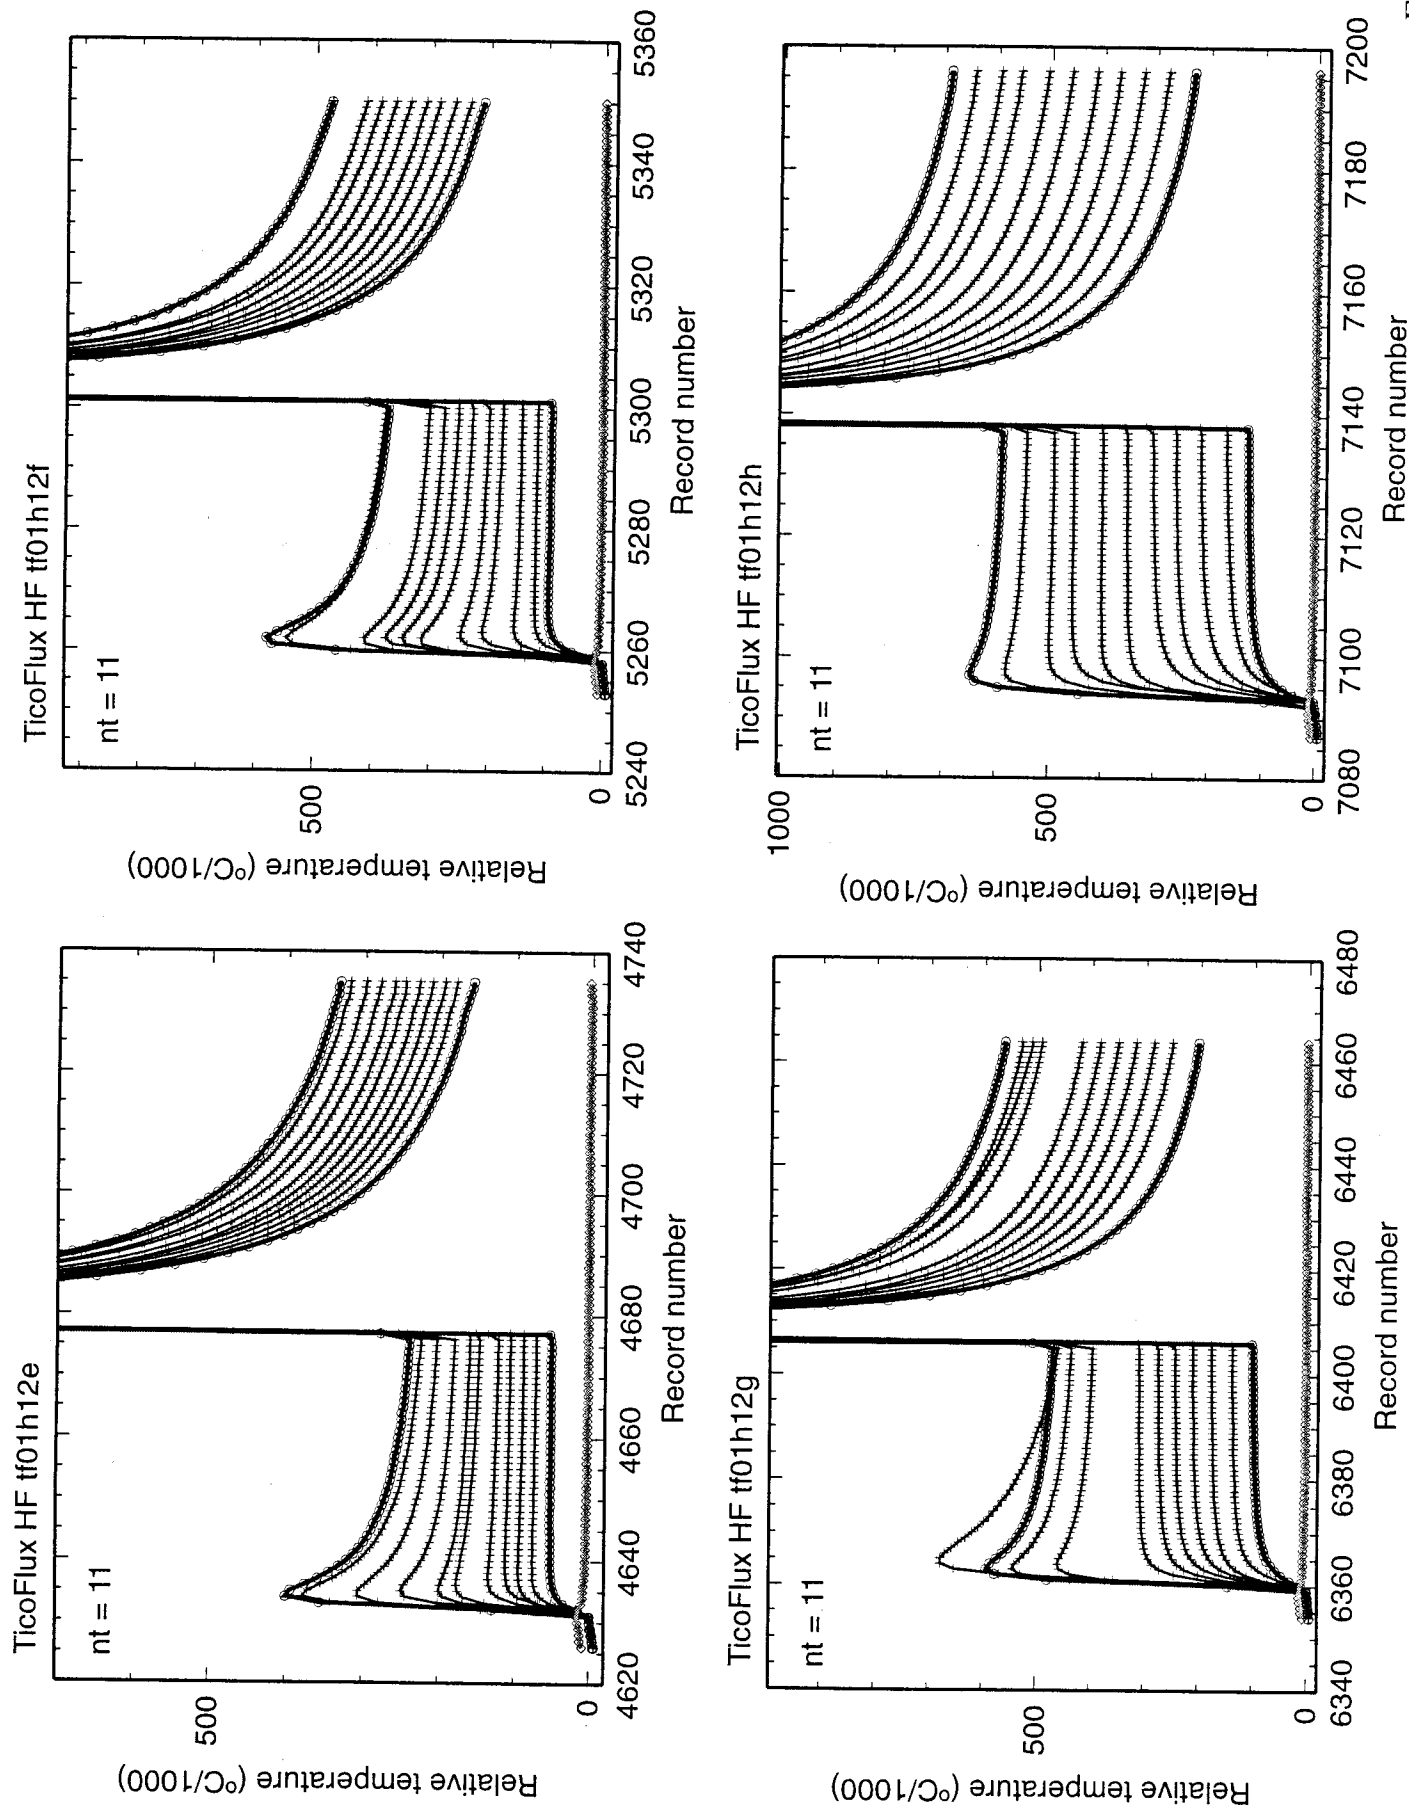 TicoFlux HF tf01h12e
nt = 11
Relative temperature (°C/1000)
500
0
4620
4640
4660
4680
4700
4720
4740
Record number
TicoFlux HF tf01h12f
nt = 11
Relative temperature (°C/1000)
500
0
5240
5260
5280
5300
5320
5340
5360
Record number
TicoFlux HF tf01h12g
nt = 11
Relative temperature (°C/1000)
500
0
6340
6360
6380
6400
6420
6440
6460
6480
Record number
TicoFlux HF tf01h12h
nt = 11
Relative temperature (°C/1000)
1000
500
0
7080
7100
7120
7140
7160
7180
7200
Record number